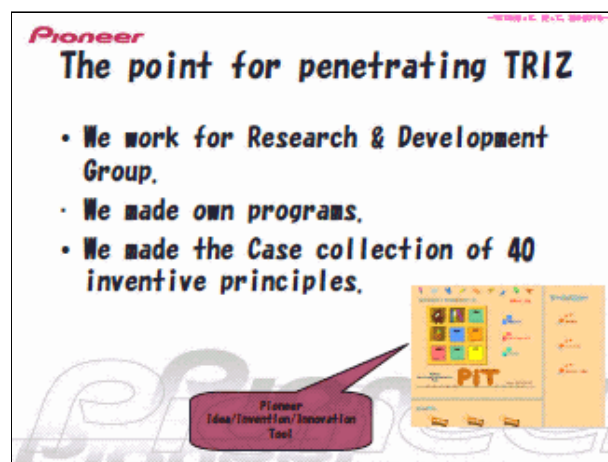 Pioneer
The point for penetrating TRIZ
• We work for Research & Development
Group.
· We made own programs.
• We made the Case collection of 40
inventive principles.
PIT
Pioneer
Idea/Invention/Innovation
Tool
Pioneer